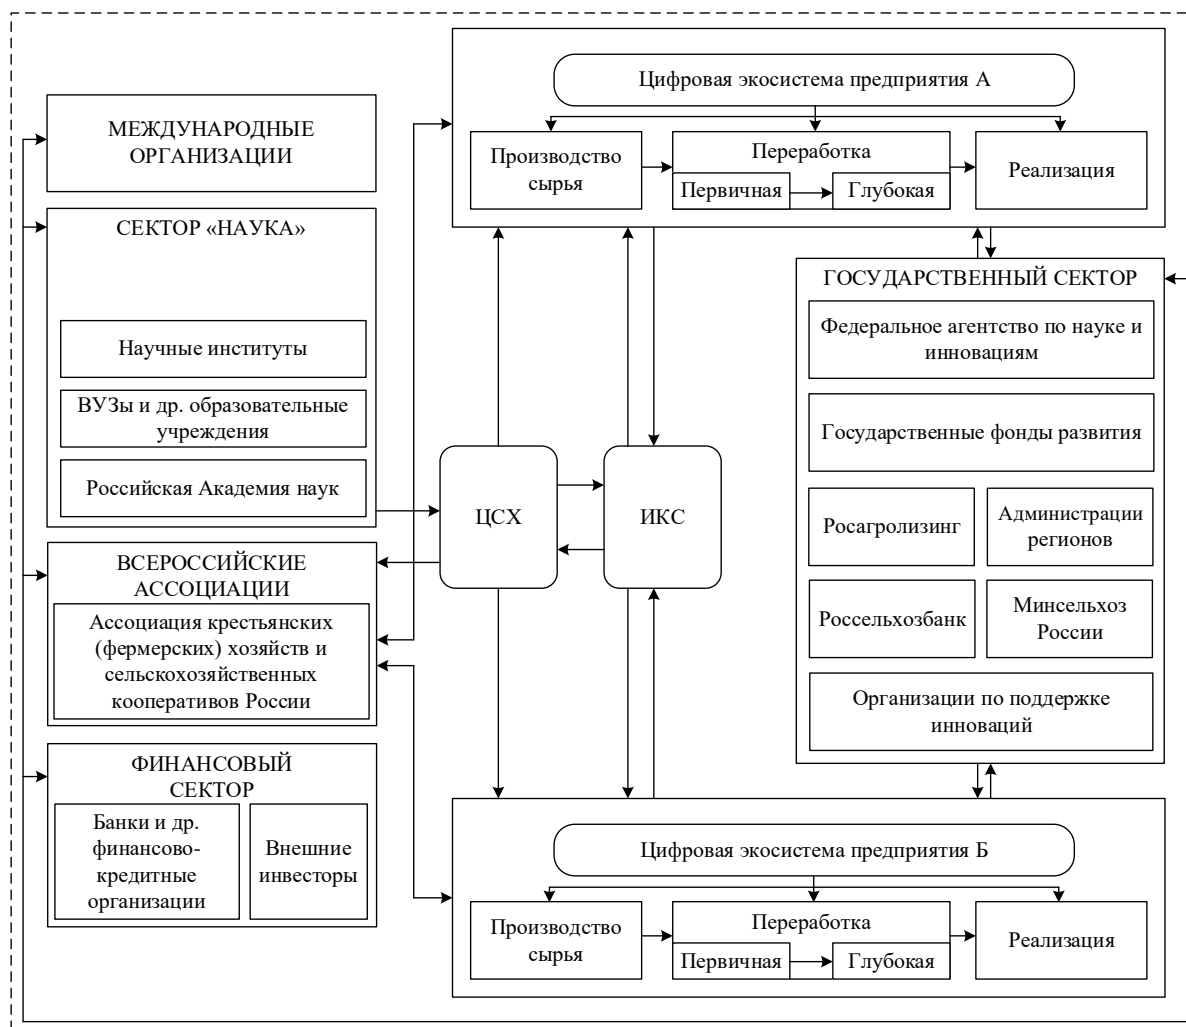 МЕЖДУНАРОДНЫЕ
ОРГАНИЗАЦИИ
СЕКТОР «НАУКА»
Научные институты
ВУЗы и др. образовательные
учреждения
Российская Академия наук
ВСЕРОССИЙСКИЕ
АССОЦИАЦИИ
Ассоциация крестьянских
(фермерских) хозяйств и
сельскохозяйственных
кооперативов России
ФИНАНСОВЫЙ
СЕКТОР
Банки и др.
финансово-
кредитные
организации
Внешние
инвесторы
Цифровая экосистема предприятия А
Производство
сырья
Переработка
Первичная
Глубокая
Реализация
ЦСХ
ИКС
ГОСУДАРСТВЕННЫЙ СЕКТОР
Федеральное агентство по науке и
инновациям
Государственные фонды развития
Росагролизинг
Администрации
регионов
Россельхозбанк
Минсельхоз
России
Организации по поддержке
инноваций
Цифровая экосистема предприятия Б
Производство
сырья
Переработка
Первичная
Глубокая
Реализация